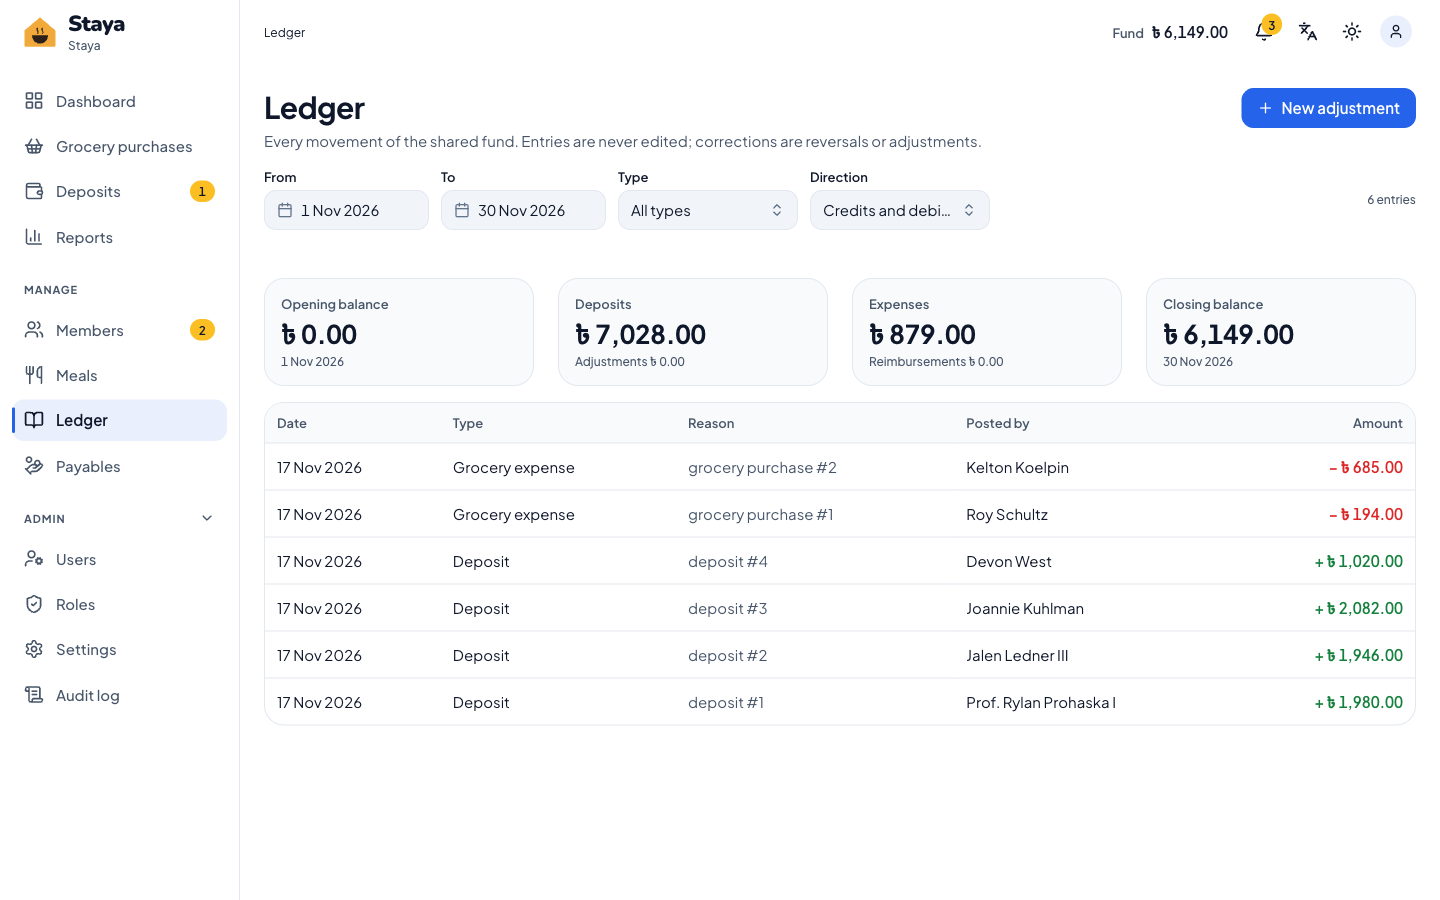 Staya
Staya
Dashboard
Grocery purchases
Deposits 1
Reports
MANAGE
Members 2
Meals
Ledger
Payables
ADMIN
Users
Roles
Settings
Audit log
Ledger
Fund ৳ 6,149.00
3
Ledger
New adjustment
Every movement of the shared fund. Entries are never edited; corrections are reversals or adjustments.
From To Type Direction
1 Nov 2026 30 Nov 2026 All types Credits and debi...
6 entries
Opening balance
৳ 0.00
1 Nov 2026
Deposits
৳ 7,028.00
Adjustments ৳ 0.00
Expenses
৳ 879.00
Reimbursements ৳ 0.00
Closing balance
৳ 6,149.00
30 Nov 2026
Date Type Reason Posted by Amount
17 Nov 2026 Grocery expense grocery purchase #2 Kelton Koelpin − ৳ 685.00
17 Nov 2026 Grocery expense grocery purchase #1 Roy Schultz − ৳ 194.00
17 Nov 2026 Deposit deposit #4 Devon West + ৳ 1,020.00
17 Nov 2026 Deposit deposit #3 Joannie Kuhlman + ৳ 2,082.00
17 Nov 2026 Deposit deposit #2 Jalen Ledner III + ৳ 1,946.00
17 Nov 2026 Deposit deposit #1 Prof. Rylan Prohaska I + ৳ 1,980.00